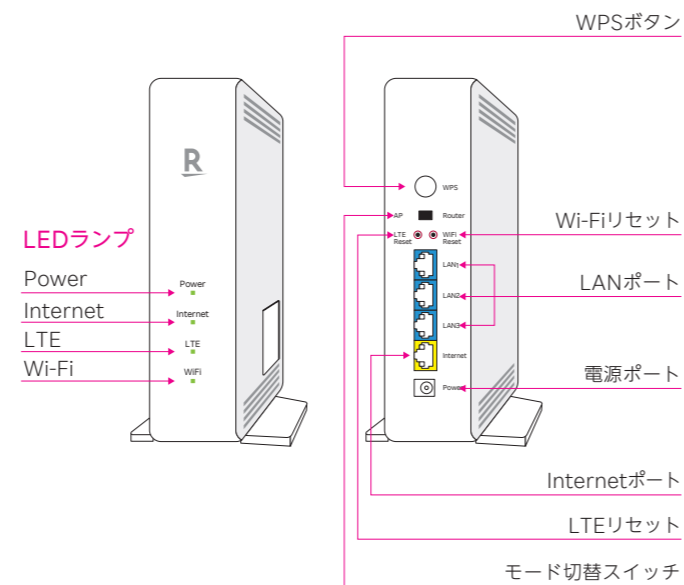 R
LEDランプ
Power
Internet
LTE
Wi-Fi
Power
Internet
LTE
WiFi
WPSボタン
Wi-Fiリセット
LANポート
電源ポート
Internetポート
LTEリセット
モード切替スイッチ
WPS
AP
Router
LTE
Reset
WiFi
Reset
LAN1
LAN2
LAN3
Internet
Power